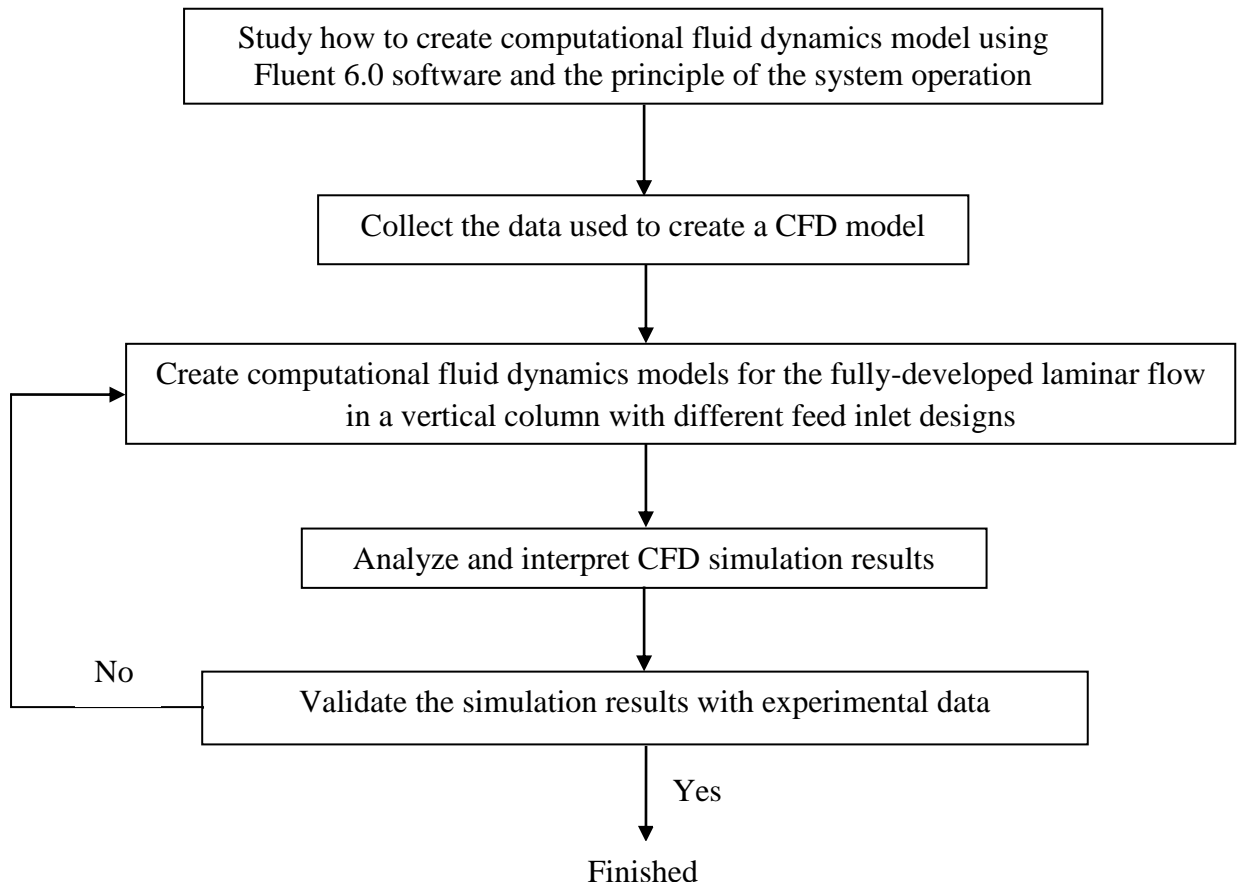 Study how to create computational fluid dynamics model using
Fluent 6.0 software and the principle of the system operation
Collect the data used to create a CFD model
Create computational fluid dynamics models for the fully-developed laminar flow
in a vertical column with different feed inlet designs
Analyze and interpret CFD simulation results
No
Validate the simulation results with experimental data
Yes
Finished